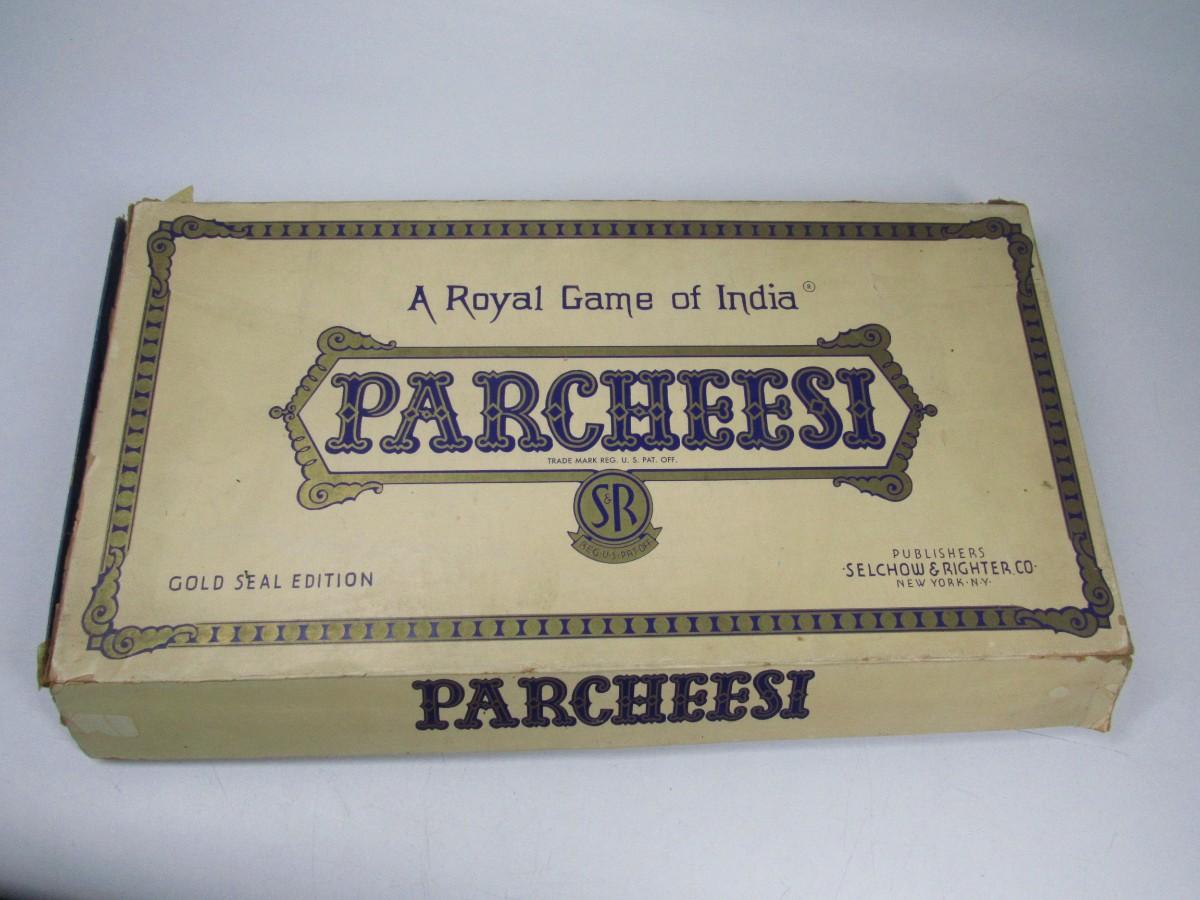 A Royal Game of India ®
PARCHEESI
TRADE MARK REG. U. S. PAT. OFF.
S&R
REG·U·S·PAT·OFF
GOLD SEAL EDITION
PUBLISHERS
·SELCHOW & RIGHTER CO·
NEW YORK·N·Y·
PARCHEESI